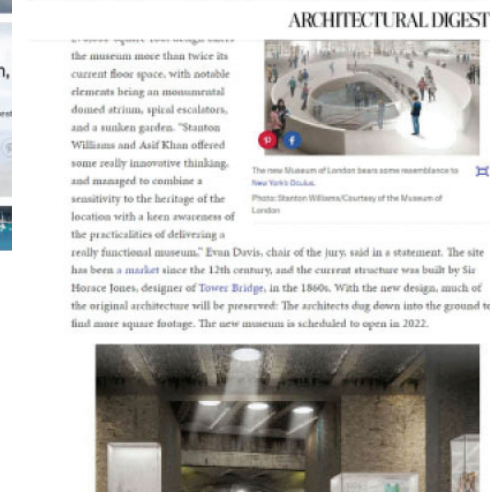 ARCHITECTURAL DIGEST
the museum more than twice its
current floor space, with notable
elements being an monumental
domed atrium, spiral escalators,
and a sunken garden. "Stanton
Williams and Asif Khan offered
some really innovative thinking,
and managed to combine a
sensitivity to the heritage of the
location with a keen awareness of
the practicalities of delivering a
The new Museum of London bears some resemblance to
New York's Oculus.
Photo: Stanton Williams/Courtesy of the Museum of
London
really functional museum," Evan Davis, chair of the jury, said in a statement. The site
has been a market since the 12th century, and the current structure was built by Sir
Horace Jones, designer of Tower Bridge, in the 1860s. With the new design, much of
the original architecture will be preserved: The architects dug down into the ground to
find more square footage. The new museum is scheduled to open in 2022.